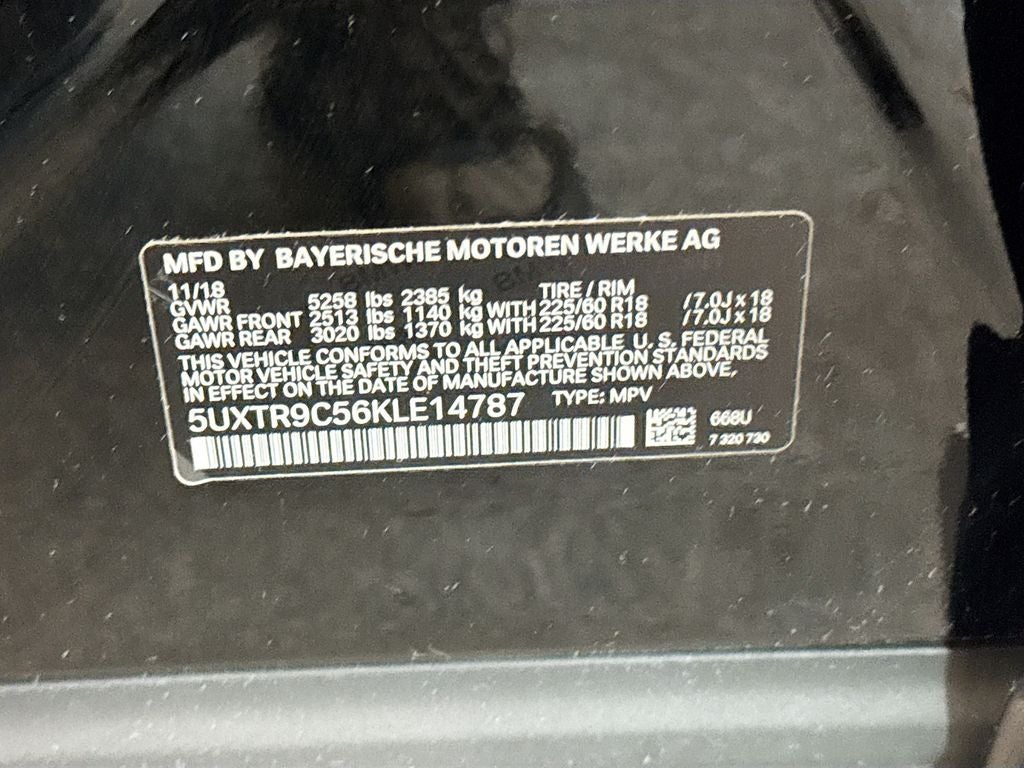 MFD BY BAYERISCHE MOTOREN WERKE AG
11/18 TIRE / RIM
GVWR 5258 lbs 2385 kg
GAWR FRONT 2513 lbs 1140 kg WITH 225/60 R18 /7.0J x 18
GAWR REAR 3020 lbs 1370 kg WITH 225/60 R18 /7.0J x 18
THIS VEHICLE CONFORMS TO ALL APPLICABLE U. S. FEDERAL
MOTOR VEHICLE SAFETY AND THEFT PREVENTION STANDARDS
IN EFFECT ON THE DATE OF MANUFACTURE SHOWN ABOVE.
5UXTR9C56KLE14787 TYPE: MPV
668U
7 320 730